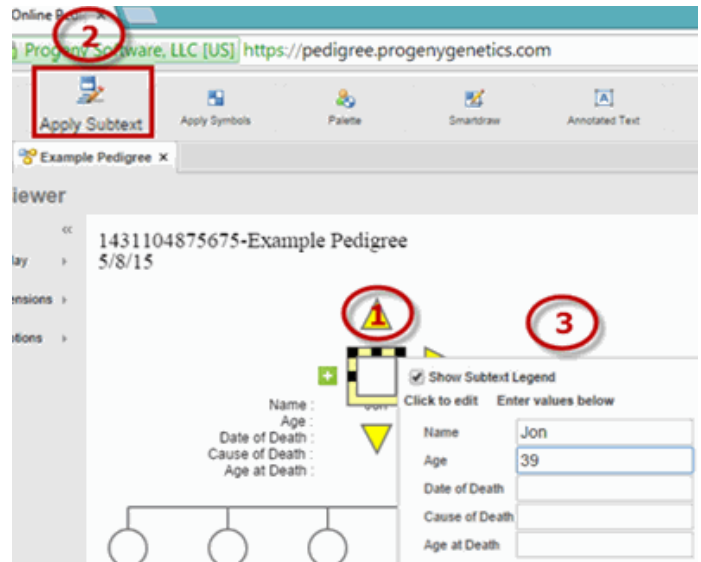 Online Pedi ×
2
Progeny Software, LLC [US] https://pedigree.progenygenetics.com
Apply Subtext
Apply Symbols
Palette
Smartdraw
Annotated Text
Example Pedigree ×
iewer
lay
ensions
tions
1431104875675-Example Pedigree
5/8/15
1
3
Name :
Jon
Age :
Date of Death :
Cause of Death :
Age at Death :
Show Subtext Legend
Click to edit Enter values below
Name Jon
Age 39
Date of Death
Cause of Death
Age at Death